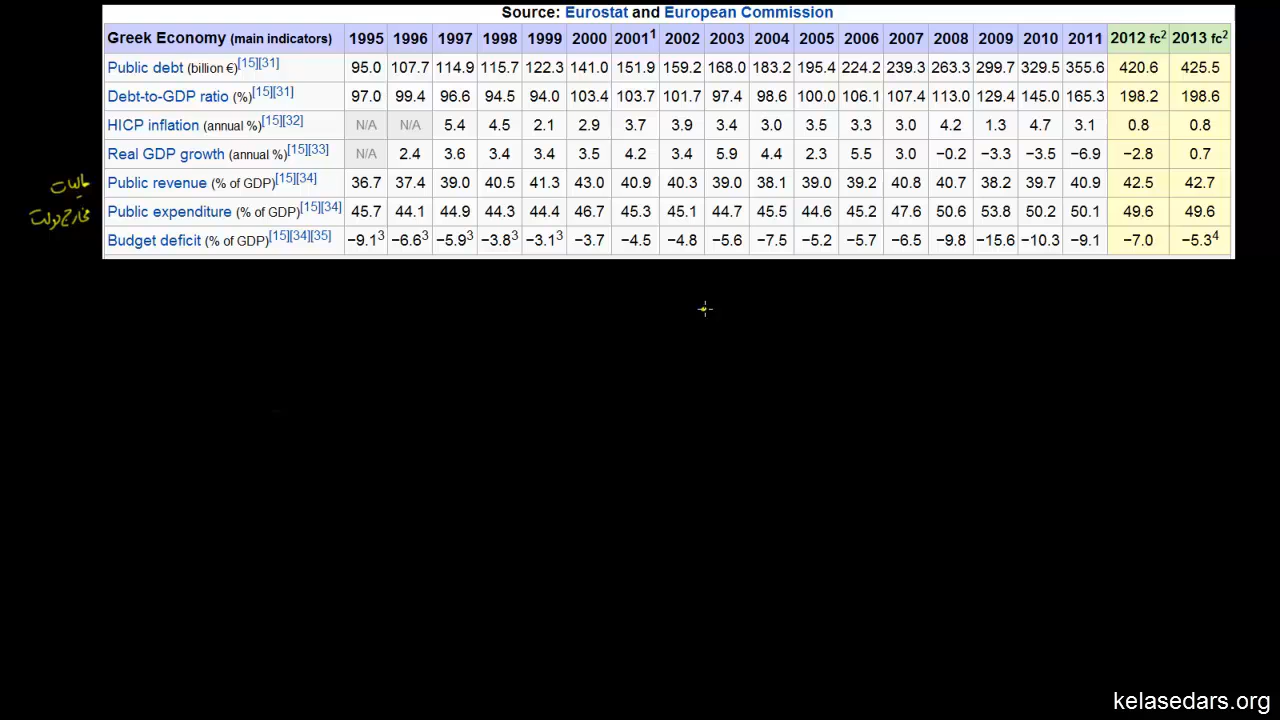 Source: Eurostat and European Commission
Greek Economy (main indicators) 1995 1996 1997 1998 1999 2000 2001¹ 2002 2003 2004 2005 2006 2007 2008 2009 2010 2011 2012 fc² 2013 fc²
Public debt (billion €)[15][31] 95.0 107.7 114.9 115.7 122.3 141.0 151.9 159.2 168.0 183.2 195.4 224.2 239.3 263.3 299.7 329.5 355.6 420.6 425.5
Debt-to-GDP ratio (%)[15][31] 97.0 99.4 96.6 94.5 94.0 103.4 103.7 101.7 97.4 98.6 100.0 106.1 107.4 113.0 129.4 145.0 165.3 198.2 198.6
HICP inflation (annual %)[15][32] N/A N/A 5.4 4.5 2.1 2.9 3.7 3.9 3.4 3.0 3.5 3.3 3.0 4.2 1.3 4.7 3.1 0.8 0.8
Real GDP growth (annual %)[15][33] N/A 2.4 3.6 3.4 3.4 3.5 4.2 3.4 5.9 4.4 2.3 5.5 3.0 −0.2 −3.3 −3.5 −6.9 −2.8 0.7
مالیات Public revenue (% of GDP)[15][34] 36.7 37.4 39.0 40.5 41.3 43.0 40.9 40.3 39.0 38.1 39.0 39.2 40.8 40.7 38.2 39.7 40.9 42.5 42.7
مخارج دولت Public expenditure (% of GDP)[15][34] 45.7 44.1 44.9 44.3 44.4 46.7 45.3 45.1 44.7 45.5 44.6 45.2 47.6 50.6 53.8 50.2 50.1 49.6 49.6
Budget deficit (% of GDP)[15][34][35] −9.1³ −6.6³ −5.9³ −3.8³ −3.1³ −3.7 −4.5 −4.8 −5.6 −7.5 −5.2 −5.7 −6.5 −9.8 −15.6 −10.3 −9.1 −7.0 −5.3⁴
kelasedars.org